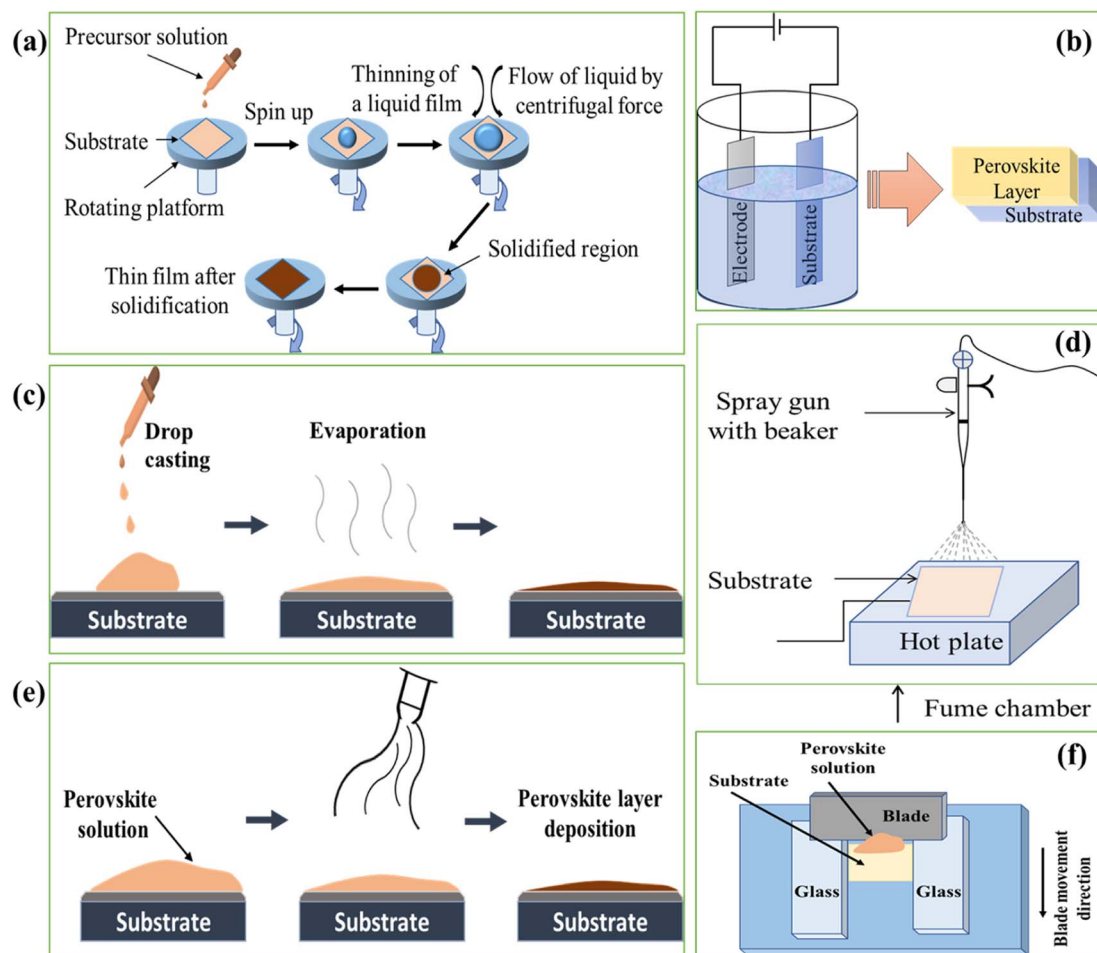 (a)
Precursor solution
Substrate
Rotating platform
Spin up
Thinning of
a liquid film
Flow of liquid by
centrifugal force
Solidified region
Thin film after
solidification
(b)
Electrode
Substrate
Perovskite
Layer
Substrate
(c)
Drop
casting
Evaporation
Substrate
Substrate
Substrate
(d)
Spray gun
with beaker
Substrate
Hot plate
Fume chamber
(e)
Perovskite
solution
Perovskite layer
deposition
Substrate
Substrate
Substrate
(f)
Perovskite
solution
Substrate
Blade
Glass
Glass
Blade movement
direction